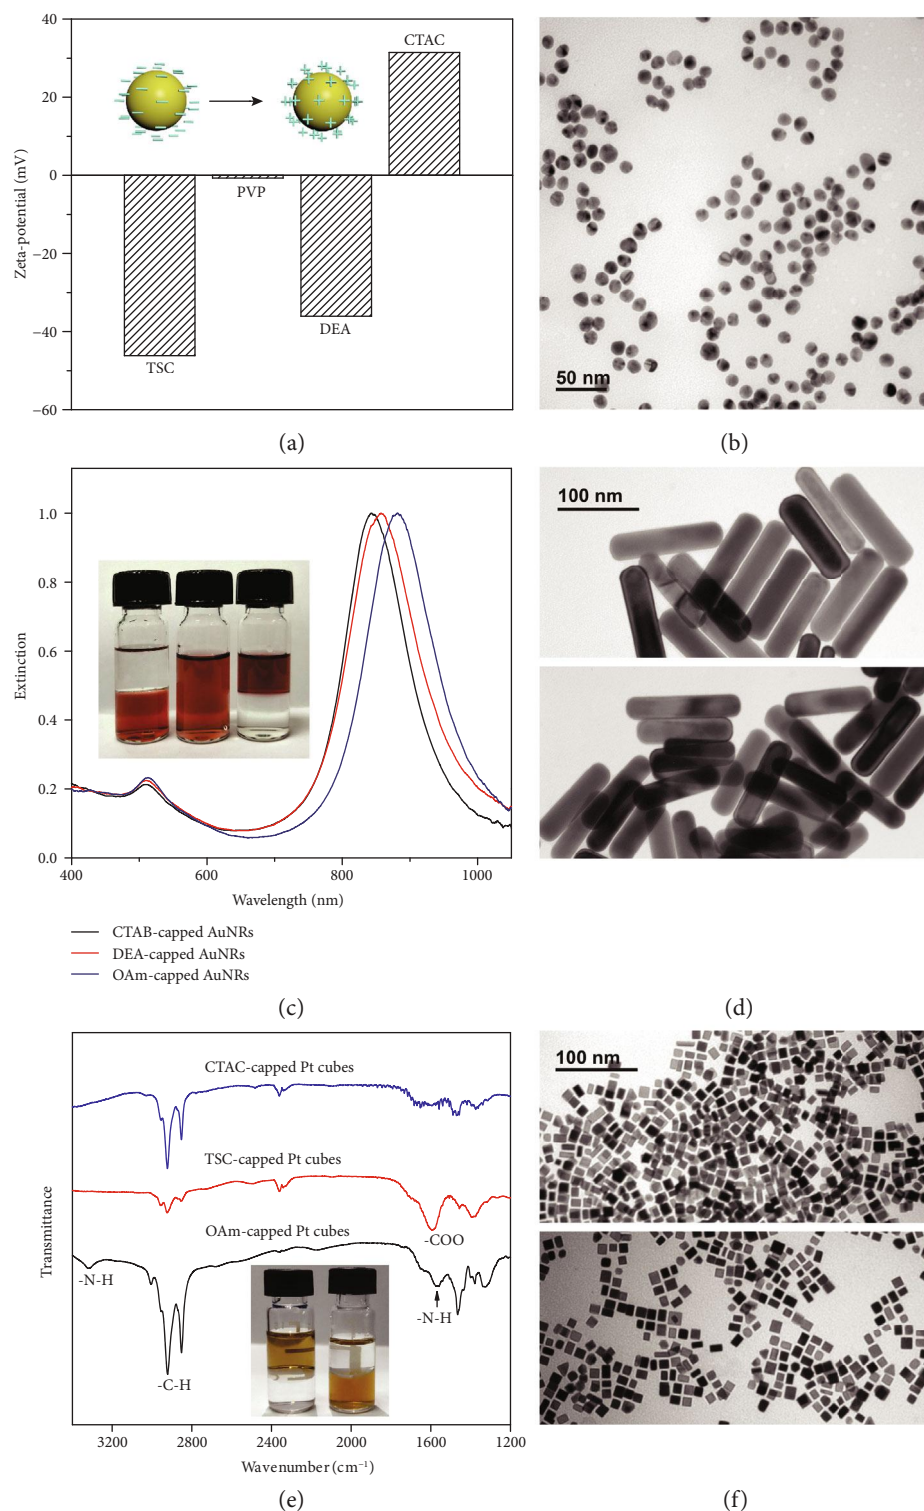 40
20
0
−20
−40
−60
Zeta-potential (mV)
TSC
PVP
DEA
CTAC
(a)
50 nm
(b)
1.0
0.8
0.6
0.4
0.2
0.0
Extinction
400
600
800
1000
Wavelength (nm)
CTAB-capped AuNRs
DEA-capped AuNRs
OAm-capped AuNRs
(c)
100 nm
(d)
CTAC-capped Pt cubes
TSC-capped Pt cubes
-COO
OAm-capped Pt cubes
-N-H
-N-H
-C-H
Transmittance
3200
2800
2400
2000
1600
1200
Wavenumber (cm⁻¹)
(e)
100 nm
(f)